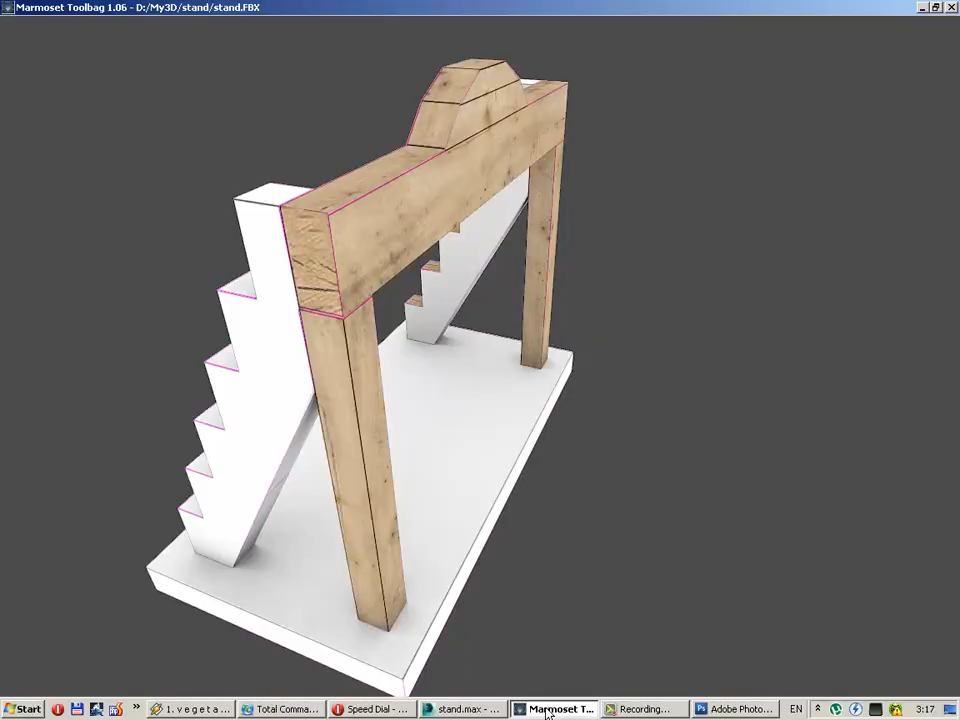 Marmoset Toolbag 1.06 - D:/My3D/stand/stand.FBX
Start
»
1. v e g e t a ...
Total Comma...
Speed Dial - ...
stand.max - ...
Marmoset T...
Recording...
Adobe Photo...
EN
3:17